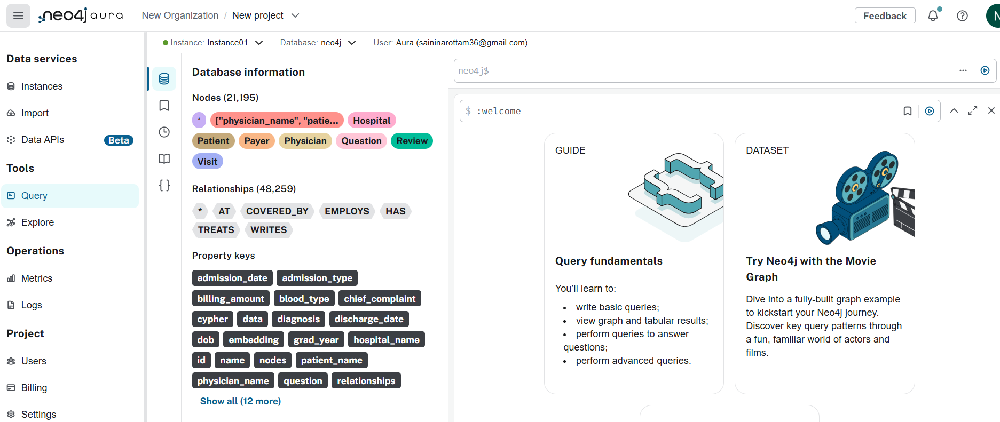 neo4j aura
New Organization / New project
Feedback
N
Instance: Instance01
Database: neo4j
User: Aura (saininarottam36@gmail.com)
Data services
Instances
Import
Data APIs Beta
Tools
Query
Explore
Operations
Metrics
Logs
Project
Users
Billing
Settings
Database information
Nodes (21,195)
* ["physician_name", "patie... Hospital
Patient Payer Physician Question Review
Visit
Relationships (48,259)
* AT COVERED_BY EMPLOYS HAS
TREATS WRITES
Property keys
admission_date admission_type
billing_amount blood_type chief_complaint
cypher data diagnosis discharge_date
dob embedding grad_year hospital_name
id name nodes patient_name
physician_name question relationships
Show all (12 more)
neo4j$
$ :welcome
GUIDE
Query fundamentals
You'll learn to:
• write basic queries;
• view graph and tabular results;
• perform queries to answer
questions;
• perform advanced queries.
DATASET
Try Neo4j with the Movie
Graph
Dive into a fully-built graph example
to kickstart your Neo4j journey.
Discover key query patterns through
a fun, familiar world of actors and
films.